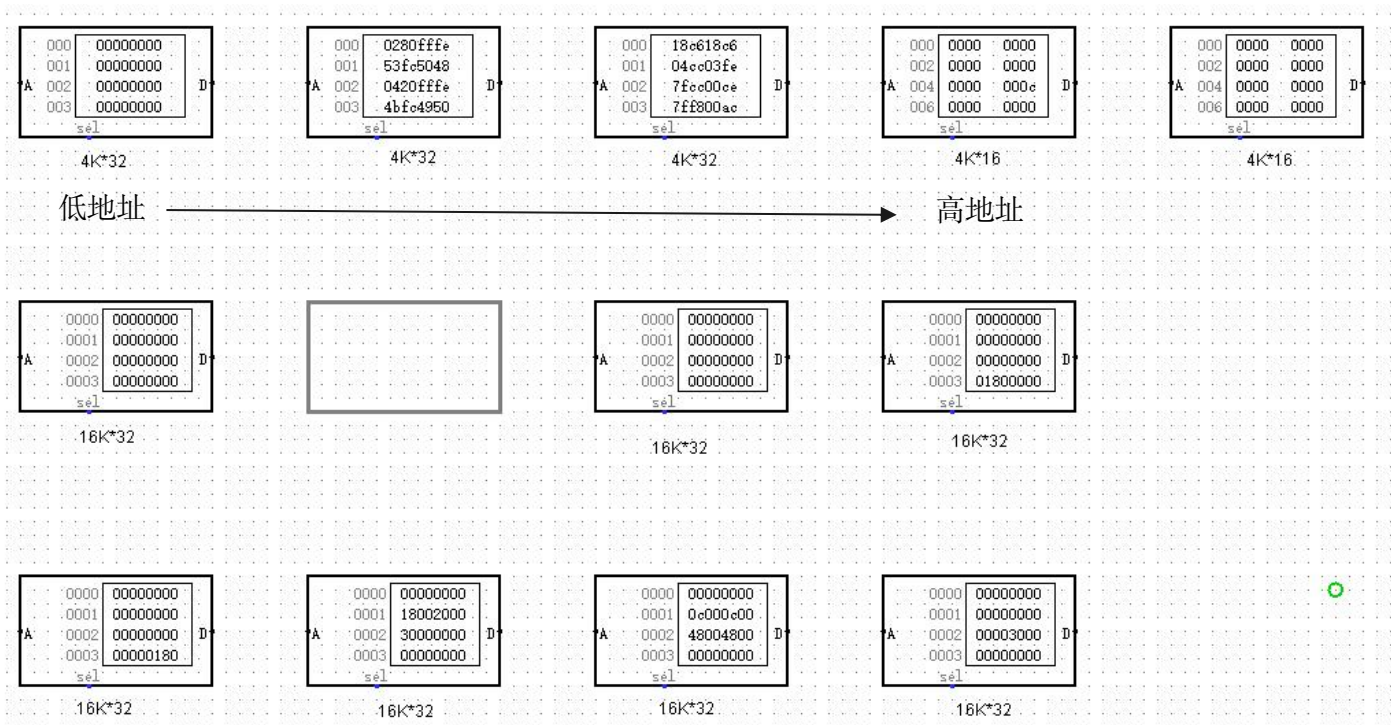 000 00000000
001 00000000
A 002 00000000 D
003 00000000
sel
4K*32
000 0280fffe
001 53fc5048
A 002 0420fffe D
003 4bfc4950
sel
4K*32
000 18c618c6
001 04cc03fe
A 002 7fcc00ce D
003 7ff800ac
sel
4K*32
000 0000 0000
002 0000 0000
A 004 0000 000c D
006 0000 0000
sel
4K*16
000 0000 0000
002 0000 0000
A 004 0000 0000 D
006 0000 0000
sel
4K*16
低地址 高地址
0000 00000000
0001 00000000
A 0002 00000000 D
0003 00000000
sel
16K*32
0000 00000000
0001 00000000
A 0002 00000000 D
0003 00000000
sel
16K*32
0000 00000000
0001 00000000
A 0002 00000000 D
0003 01800000
sel
16K*32
0000 00000000
0001 00000000
A 0002 00000000 D
0003 00000180
sel
16K*32
0000 00000000
0001 18002000
A 0002 30000000 D
0003 00000000
sel
16K*32
0000 00000000
0001 0c000c00
A 0002 48004800 D
0003 00000000
sel
16K*32
0000 00000000
0001 00000000
A 0002 00003000 D
0003 00000000
sel
16K*32